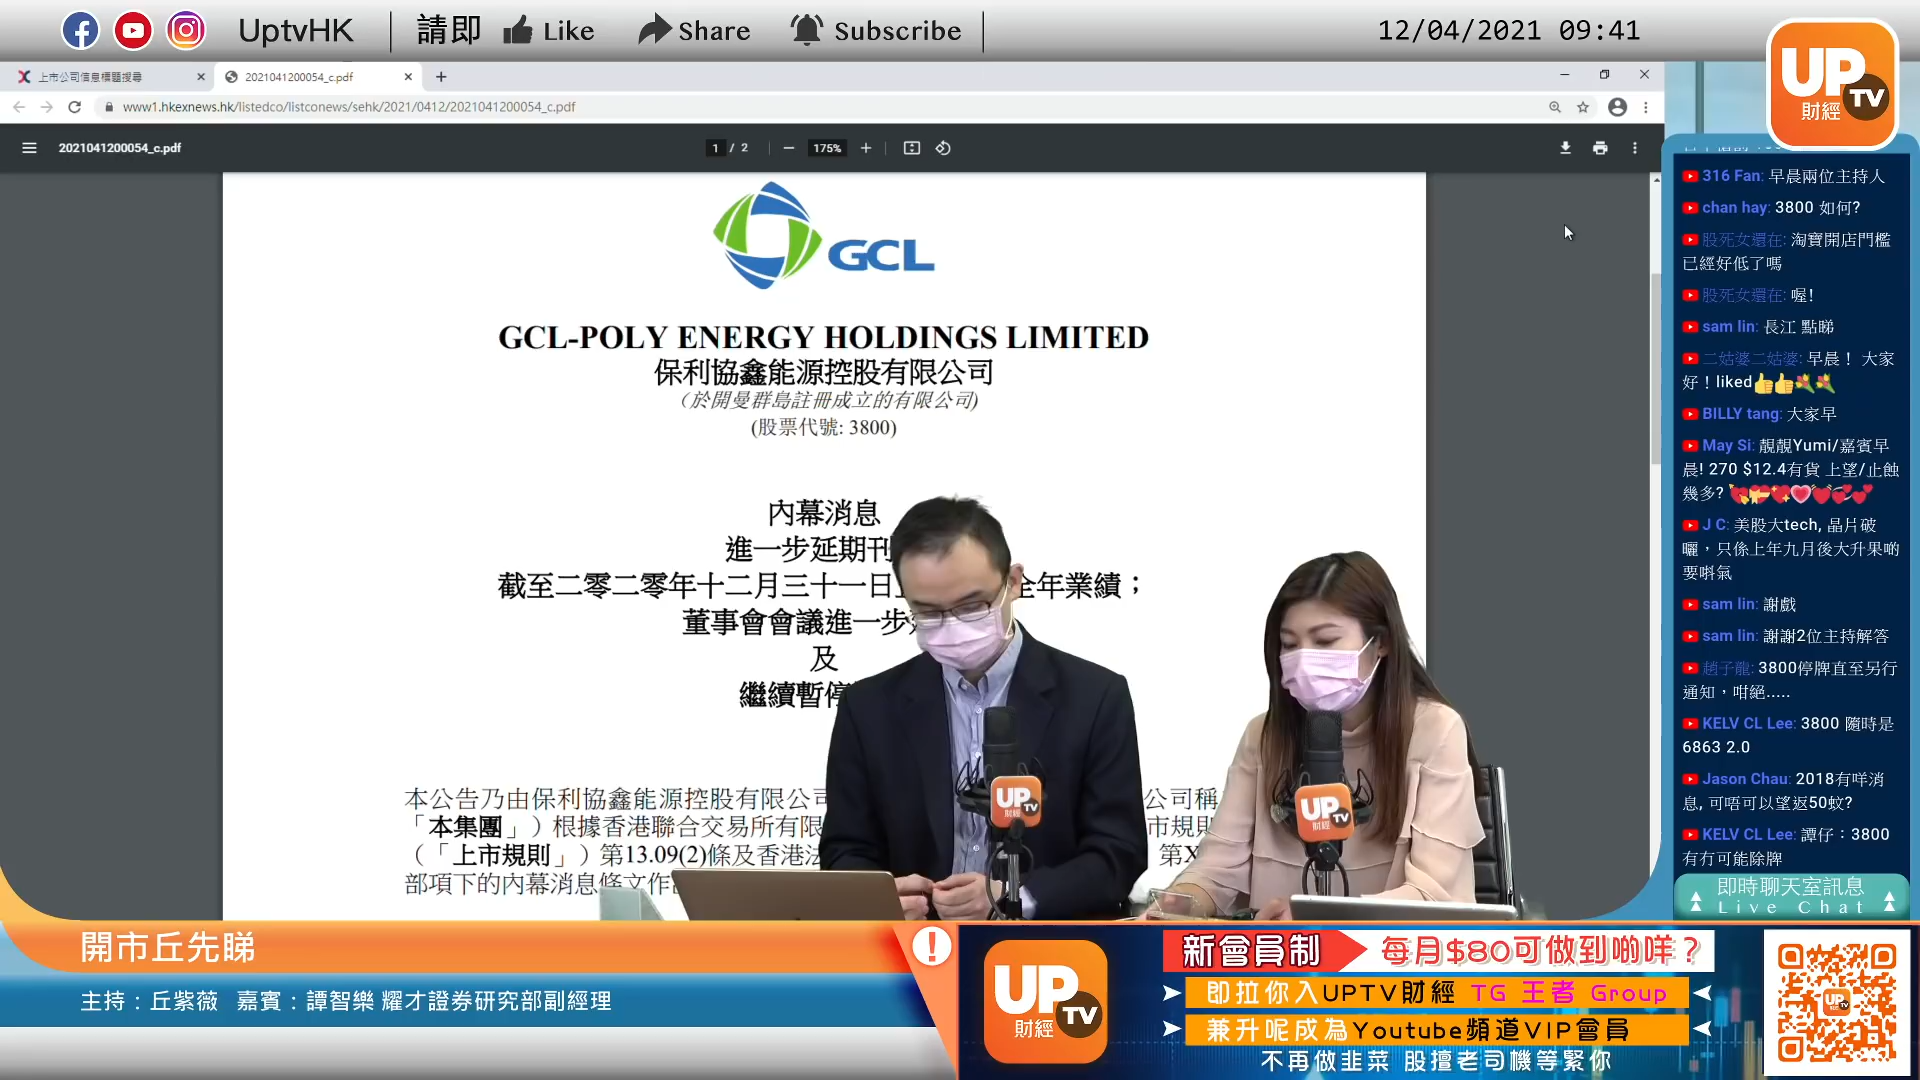 UptvHK
請即 Like Share Subscribe
12/04/2021 09:41
UP TV 財經
上市公司信息標題搜尋
2021041200054_c.pdf
www1.hkexnews.hk/listedco/listconews/sehk/2021/0412/2021041200054_c.pdf
2021041200054_c.pdf
1 / 2
175%
GCL
GCL-POLY ENERGY HOLDINGS LIMITED
保利協鑫能源控股有限公司
（於開曼群島註冊成立的有限公司)
(股票代號: 3800)
內幕消息
進一步延期刊
截至二零二零年十二月三十一日 全年業績；
董事會會議進一步
及
繼續暫停
本公告乃由保利協鑫能源控股有限公司 公司稱
「本集團」）根據香港聯合交易所有限 市規則
（「上市規則」）第13.09(2)條及香港法 第X
部項下的內幕消息條文作
UP TV 財經
UP TV 財經
316 Fan: 早晨兩位主持人
chan hay: 3800 如何?
股死女還在: 淘寶開店門檻
已經好低了嗎
股死女還在: 喔!
sam lin: 長江 點睇
二姑婆二姑婆: 早晨！ 大家
好！liked👍👍💐💐
BILLY tang: 大家早
May Si: 靚靚Yumi/嘉賓早
晨! 270 $12.4有貨 上望/止蝕
幾多?
J C: 美股大tech, 晶片破
曬，只係上年九月後大升果啲
要唞氣
sam lin: 謝戲
sam lin: 謝謝2位主持解答
趙子龍: 3800停牌直至另行
通知，咁絕.....
KELV CL Lee: 3800 隨時是
6863 2.0
Jason Chau: 2018有咩消
息, 可唔可以望返50蚊?
KELV CL Lee: 譚仔：3800
有冇可能除牌
即時聊天室訊息
Live Chat
開市丘先睇
主持：丘紫薇 嘉賓：譚智樂 耀才證券研究部副經理
!
UP TV 財經
新會員制 每月$80可做到啲咩？
即拉你入UPTV財經 TG 王者 Group
兼升呢成為Youtube頻道VIP會員
不再做韭菜 股擅老司機等緊你
UP TV